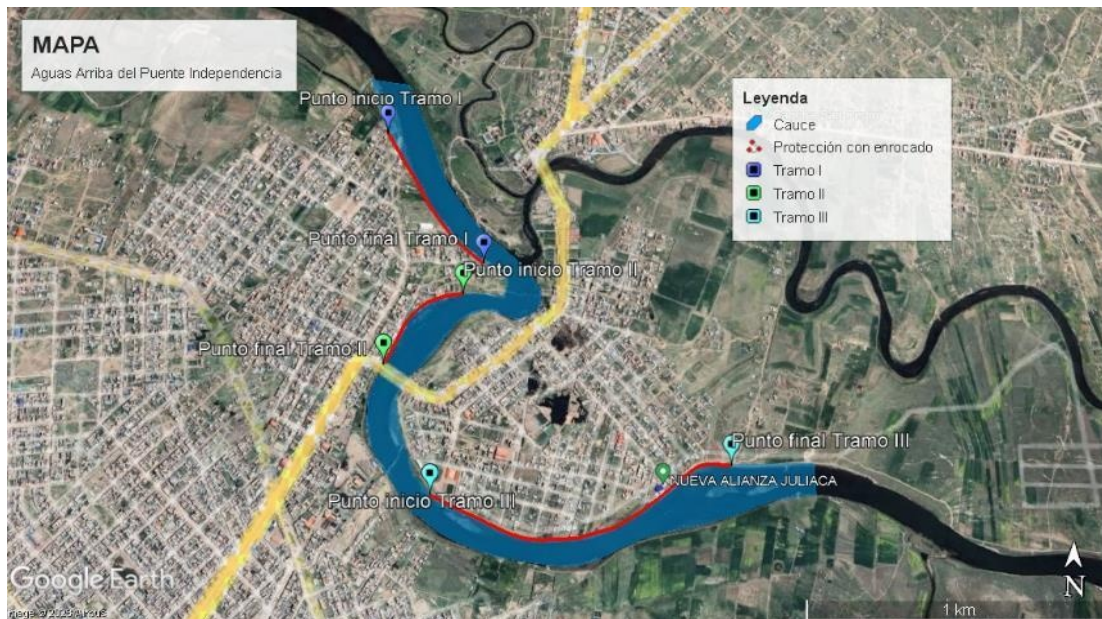 MAPA
Aguas Arriba del Puente Independencia
Leyenda
Cauce
Protección con enrocado
Tramo I
Tramo II
Tramo III
Punto inicio Tramo I
Punto final Tramo I
Punto inicio Tramo II
Punto final Tramo II
Punto final Tramo III
NUEVA ALIANZA JULIACA
Punto inicio Tramo III
Google Earth
Image ©
1 km
N